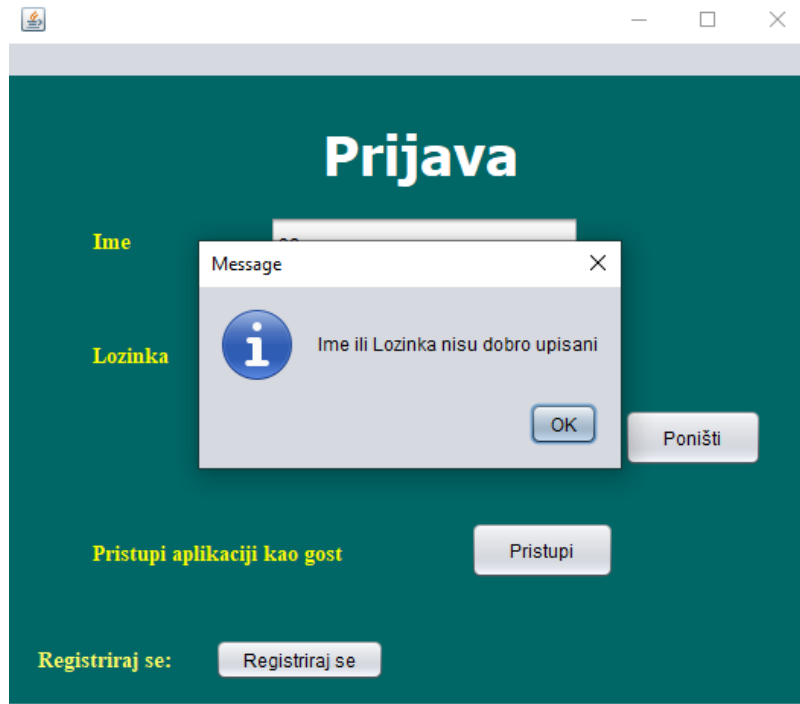 Prijava
Ime
Message
Ime ili Lozinka nisu dobro upisani
Lozinka
OK
Poništi
Pristupi aplikaciji kao gost
Pristupi
Registriraj se:
Registriraj se